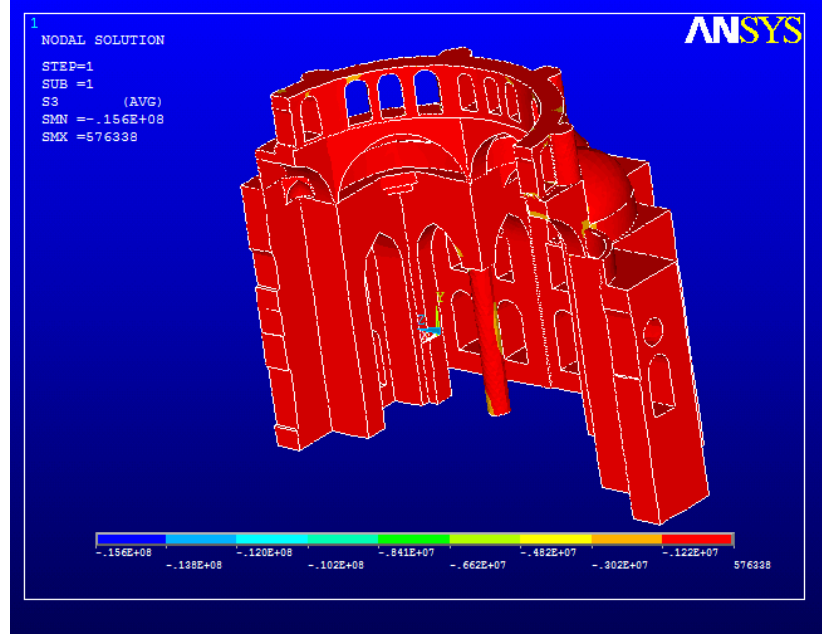 1
ANSYS
NODAL SOLUTION
STEP=1
SUB =1
S3 (AVG)
SMN =-.156E+08
SMX =576338
Y
Z
-.156E+08 -.120E+08 -.841E+07 -.482E+07 -.122E+07
-.138E+08 -.102E+08 -.662E+07 -.302E+07 576338